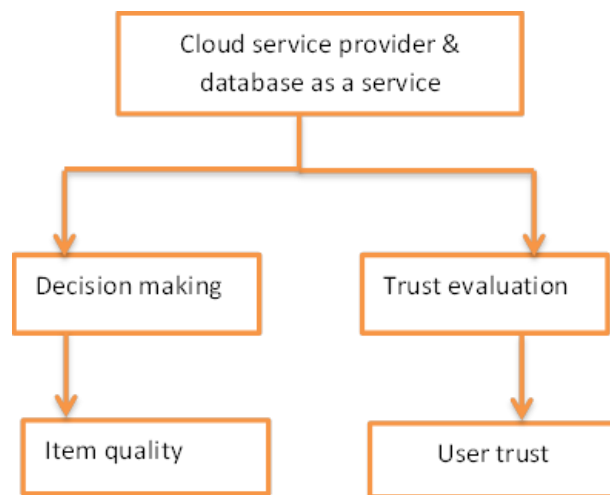 Cloud service provider &
database as a service
Decision making
Trust evaluation
Item quality
User trust